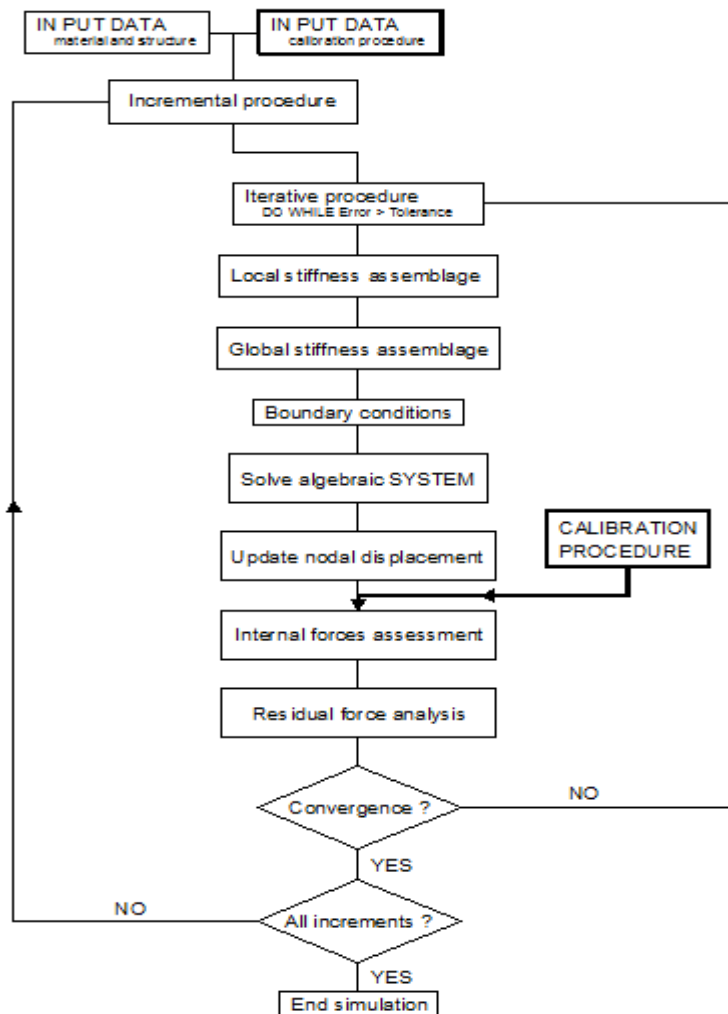 IN PUT DATA
material and structure
IN PUT DATA
calibration procedure
Incremental procedure
Iterative procedure
DO WHILE Error > Tolerance
Local stiffness assemblage
Global stiffness assemblage
Boundary conditions
Solve algebraic SYSTEM
CALIBRATION
PROCEDURE
Update nodal displacement
Internal forces assessment
Residual force analysis
Convergence ?
NO
YES
NO
All increments ?
YES
End simulation